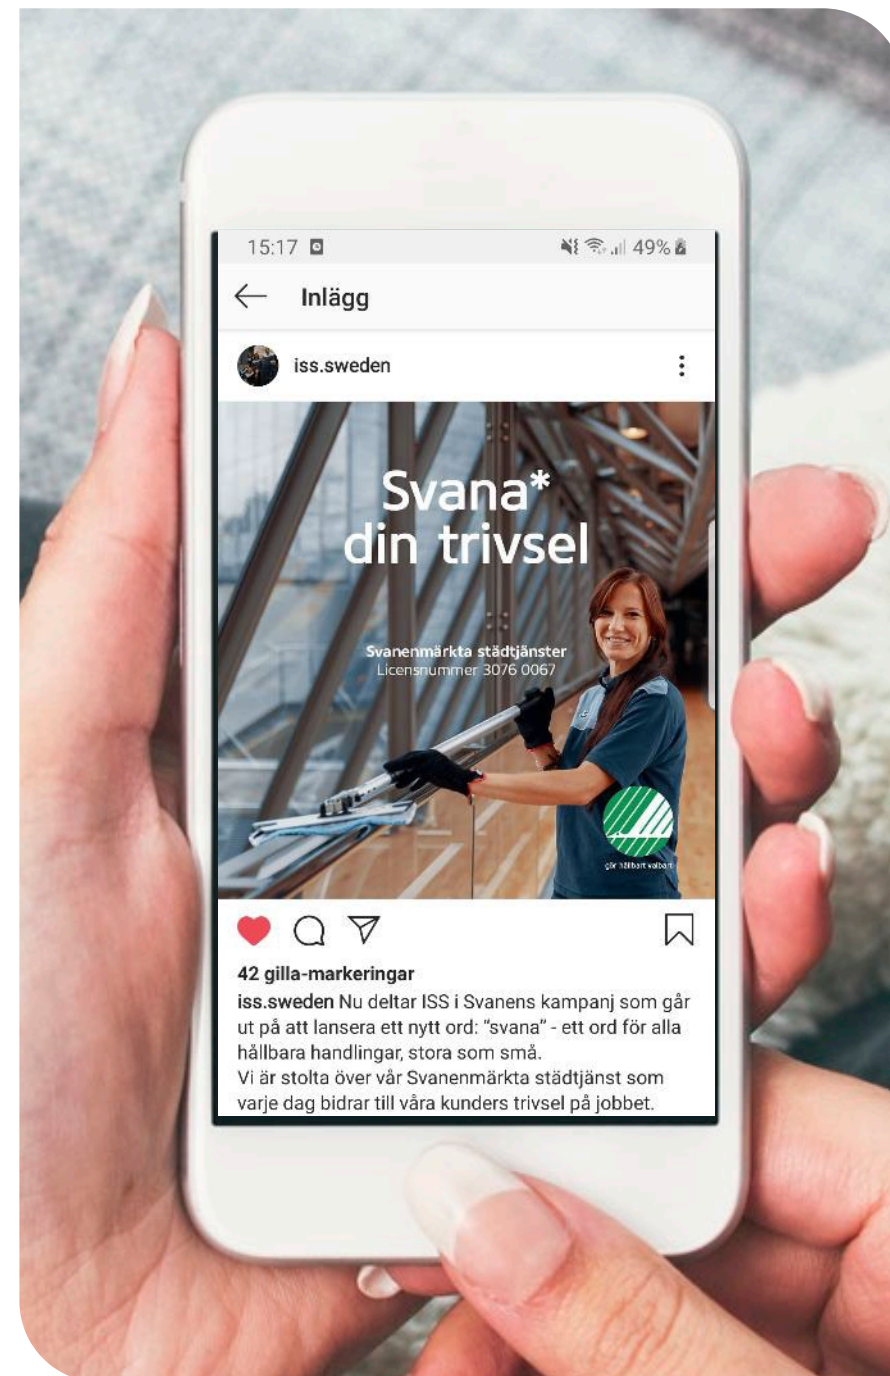 15:17 49%
Inlägg
iss.sweden
Svana*
din trivsel
Svanenmärkta städtjänster
Licensnummer 3076 0067
gör hållbart valbart
42 gilla-markeringar
iss.sweden Nu deltar ISS i Svanens kampanj som går
ut på att lansera ett nytt ord: “svana” - ett ord för alla
hållbara handlingar, stora som små.
Vi är stolta över vår Svanenmärkta städtjänst som
varje dag bidrar till våra kunders trivsel på jobbet.